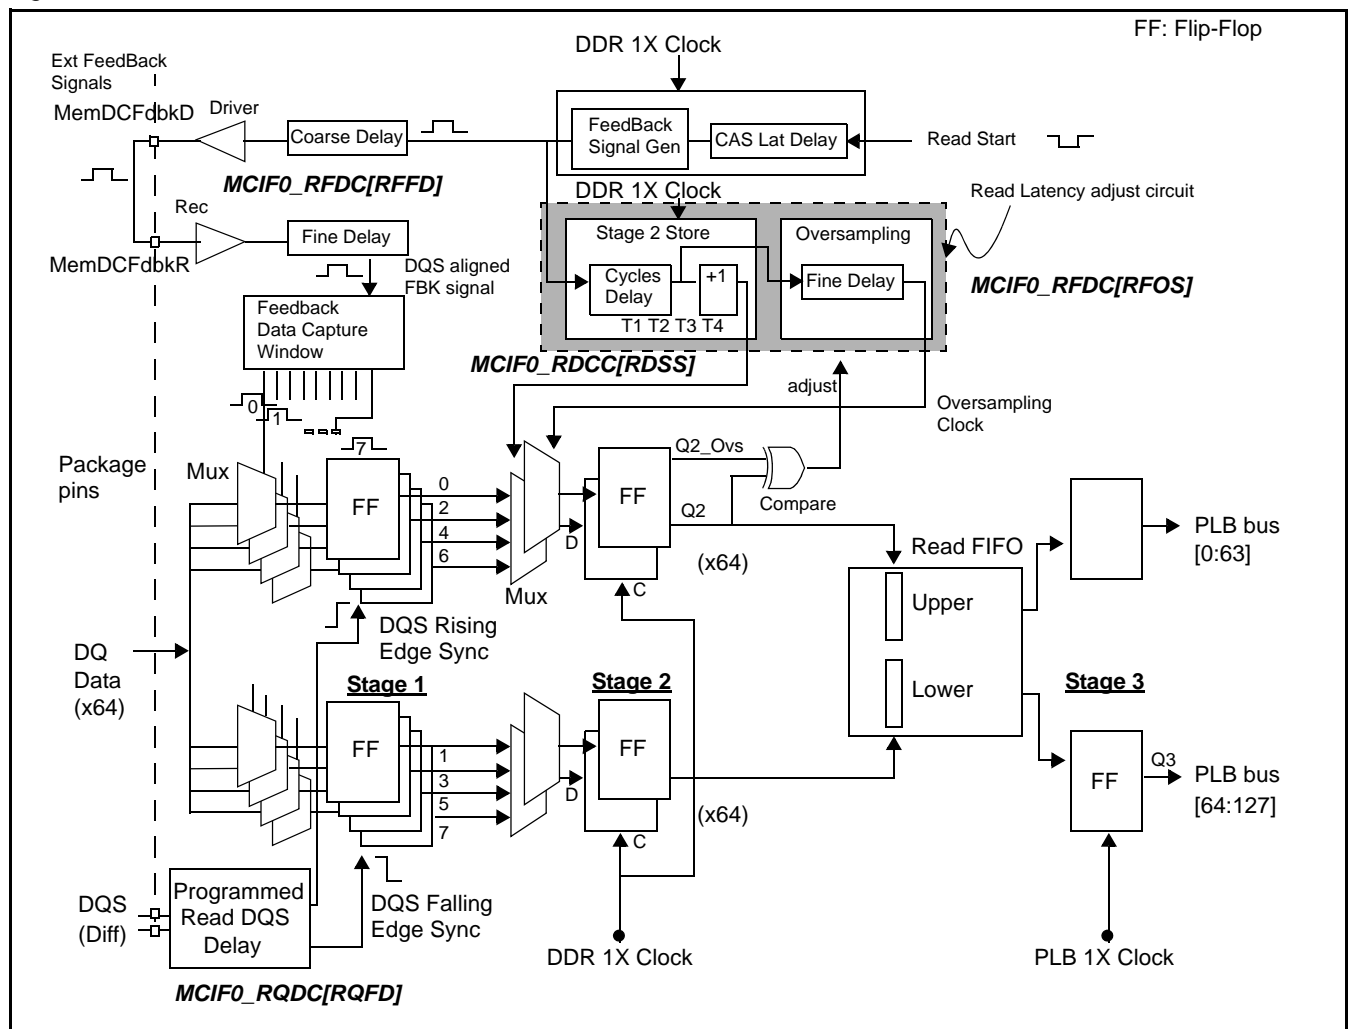 FF: Flip-Flop
DDR 1X Clock
Ext FeedBack
Signals
MemDCFdbkD
Driver
Coarse Delay
FeedBack
Signal Gen
CAS Lat Delay
Read Start
MCIF0_RFDC[RFFD]
DDR 1X Clock
Read Latency adjust circuit
Rec
Fine Delay
MemDCFdbkR
DQS aligned
FBK signal
Stage 2 Store
Oversampling
Cycles
Delay
+1
Fine Delay
T1 T2 T3 T4
MCIF0_RFDC[RFOS]
Feedback
Data Capture
Window
MCIF0_RDCC[RDSS]
adjust
Oversampling
Clock
0
1
7
Package
pins
Mux
FF
0
2
4
6
Mux
D
FF
C
Q2_Ovs
Q2
Compare
(x64)
Read FIFO
Upper
Lower
PLB bus
[0:63]
DQS Rising
Edge Sync
DQ
Data
(x64)
Stage 1
Stage 2
Stage 3
FF
1
3
5
7
D
FF
C
(x64)
FF
Q3
PLB bus
[64:127]
DQS
(Diff)
Programmed
Read DQS
Delay
DQS Falling
Edge Sync
DDR 1X Clock
PLB 1X Clock
MCIF0_RQDC[RQFD]